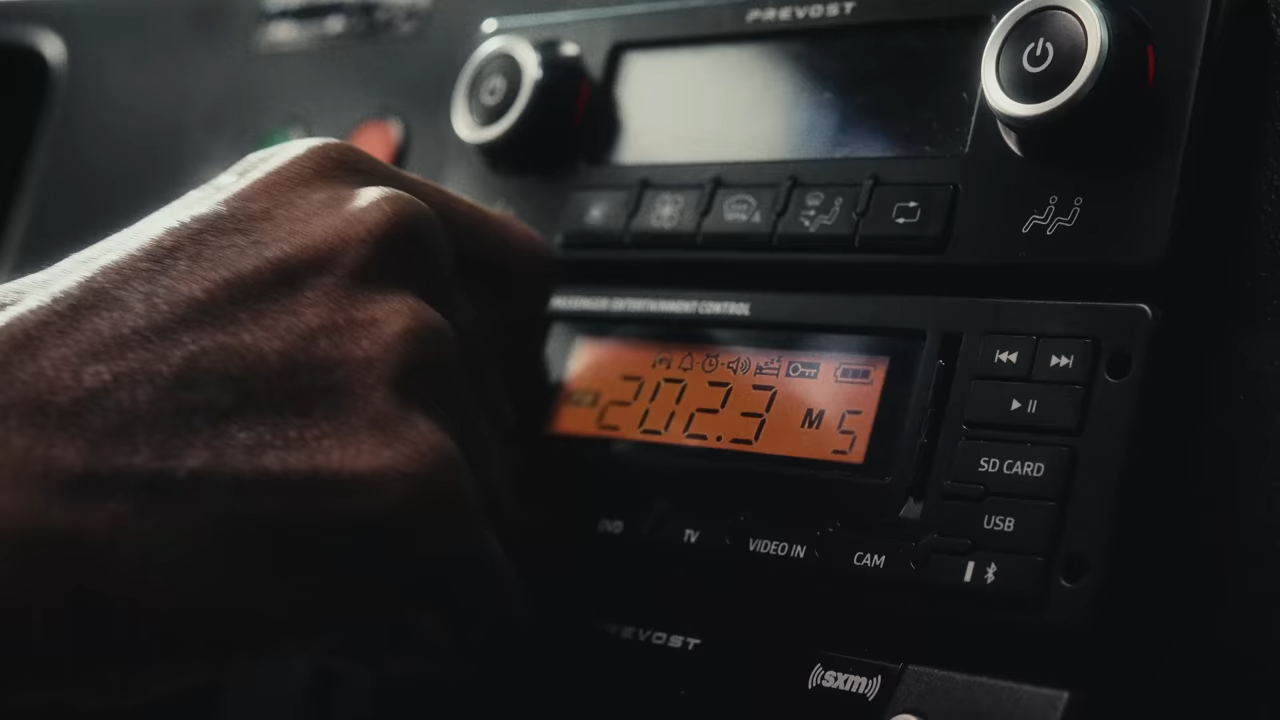 PREVOST
PASSENGER ENTERTAINMENT CONTROL
202.3 M 5
SD CARD
USB
DVD TV VIDEO IN CAM
PREVOST
sxm